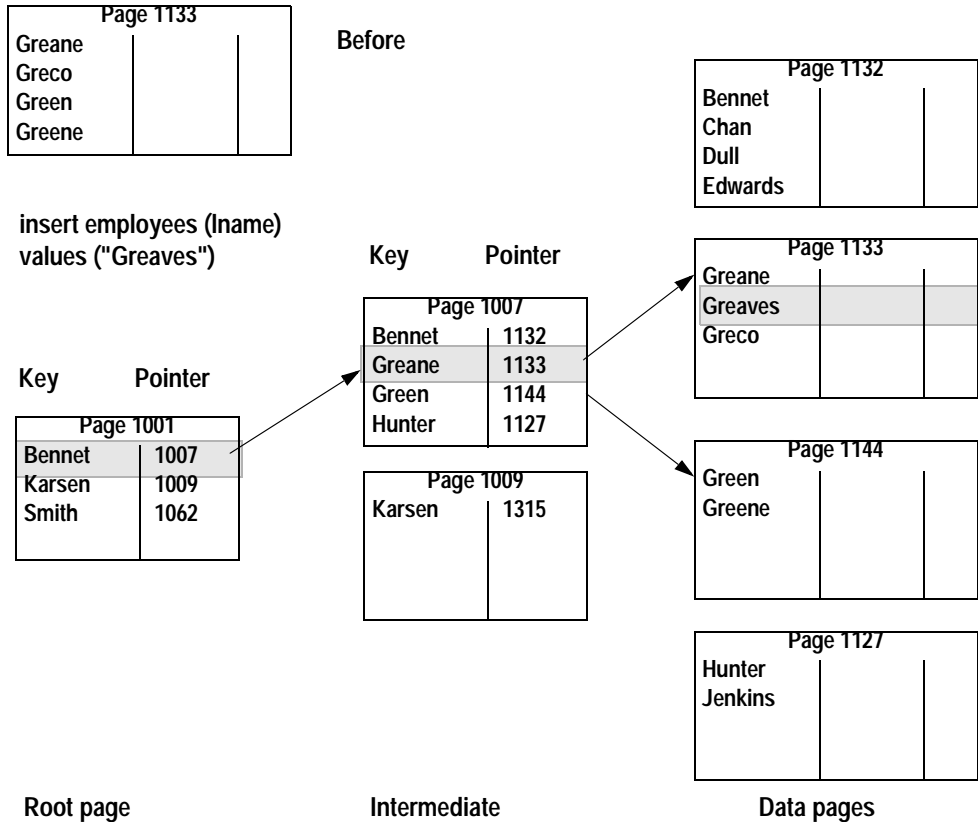 Page 1133
Greane
Greco
Green
Greene
Before
insert employees (lname)
values ("Greaves")
Key Pointer
Page 1001
Bennet 1007
Karsen 1009
Smith 1062
Root page
Key Pointer
Page 1007
Bennet 1132
Greane 1133
Green 1144
Hunter 1127
Page 1009
Karsen 1315
Intermediate
Page 1132
Bennet
Chan
Dull
Edwards
Page 1133
Greane
Greaves
Greco
Page 1144
Green
Greene
Page 1127
Hunter
Jenkins
Data pages